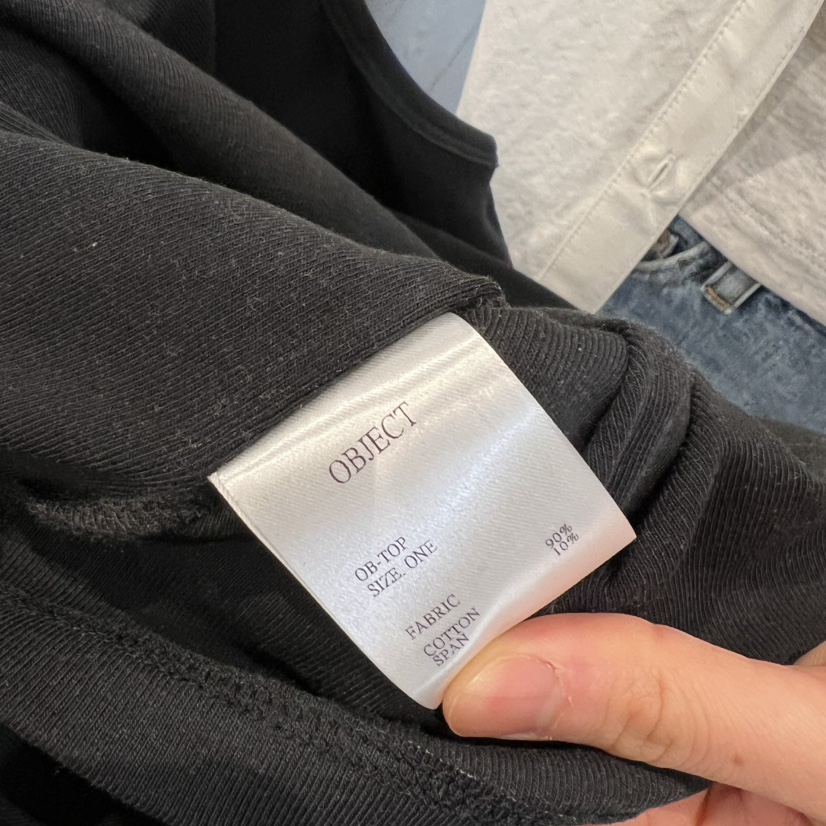 OBJECT
OB-TOP
SIZE. ONE
FABRIC
COTTON 90%
SPAN 10%